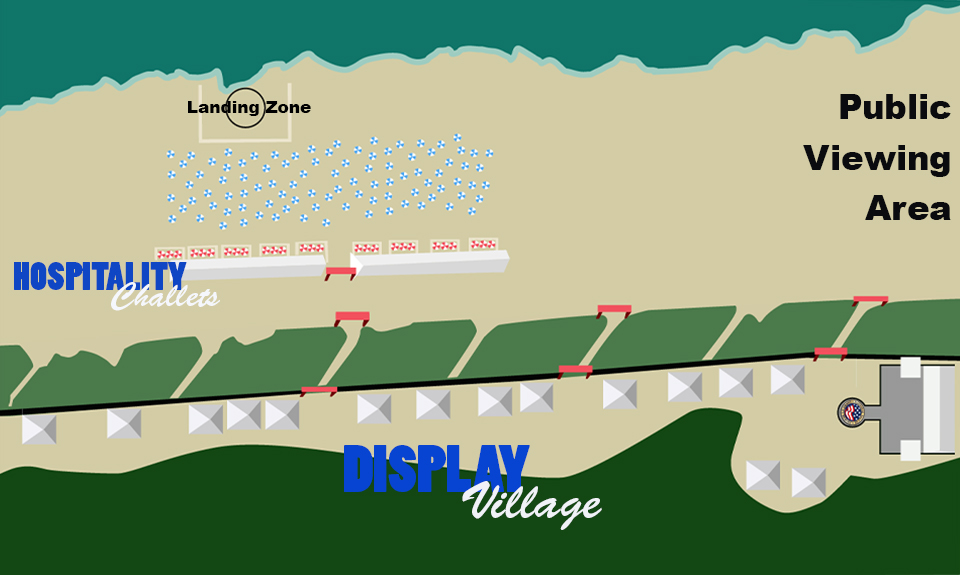 Landing Zone
Public
Viewing
Area
HOSPITALITY
Challets
DISPLAY
Village